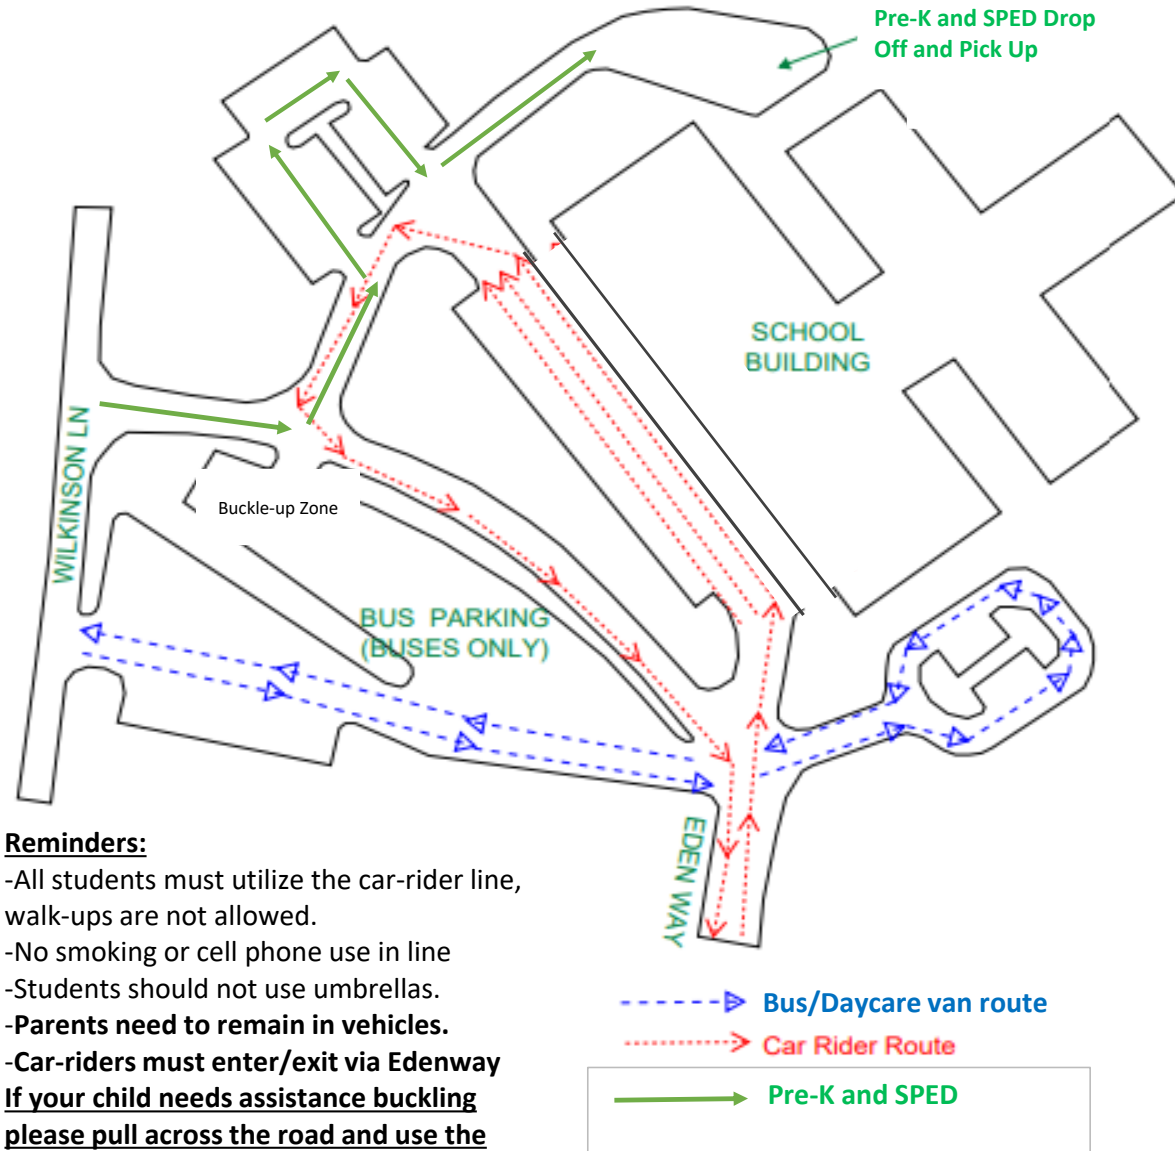 Pre-K and SPED Drop
Off and Pick Up
SCHOOL
BUILDING
WILKINSON LN
Buckle-up Zone
BUS PARKING
(BUSES ONLY)
EDEN WAY
Reminders:
-All students must utilize the car-rider line,
walk-ups are not allowed.
-No smoking or cell phone use in line
-Students should not use umbrellas.
-Parents need to remain in vehicles.
-Car-riders must enter/exit via Edenway
If your child needs assistance buckling
please pull across the road and use the
Bus/Daycare van route
Car Rider Route
Pre-K and SPED